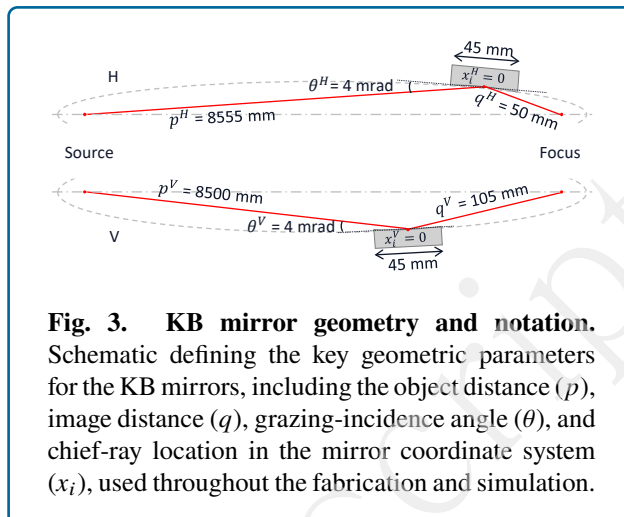 45 mm
H
x_i^H = 0
θ^H = 4 mrad
p^H = 8555 mm
q^H = 50 mm
Source
Focus
p^V = 8500 mm
q^V = 105 mm
θ^V = 4 mrad
V
x_i^V = 0
45 mm
Fig. 3. KB mirror geometry and notation.
Schematic defining the key geometric parameters
for the KB mirrors, including the object distance (p),
image distance (q), grazing-incidence angle (θ), and
chief-ray location in the mirror coordinate system
(x_i), used throughout the fabrication and simulation.